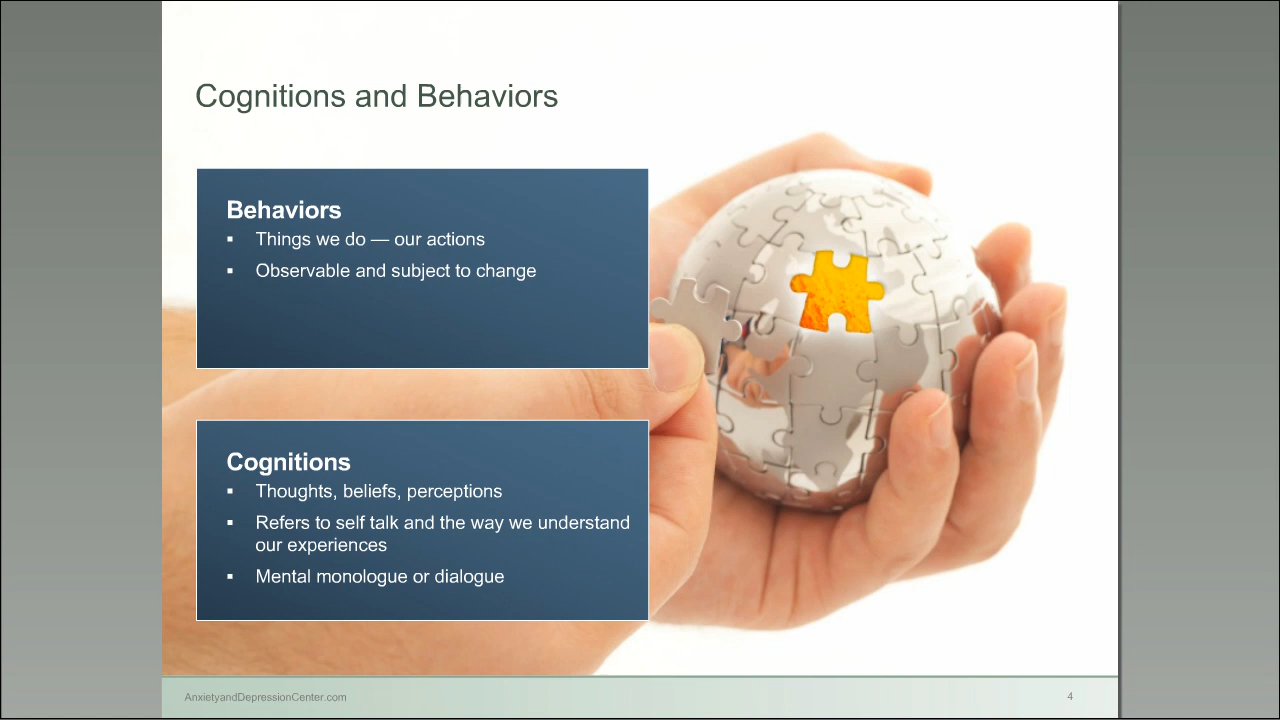 Cognitions and Behaviors
Behaviors
▪ Things we do — our actions
▪ Observable and subject to change
Cognitions
▪ Thoughts, beliefs, perceptions
▪ Refers to self talk and the way we understand
our experiences
▪ Mental monologue or dialogue
AnxietyandDepressionCenter.com
4